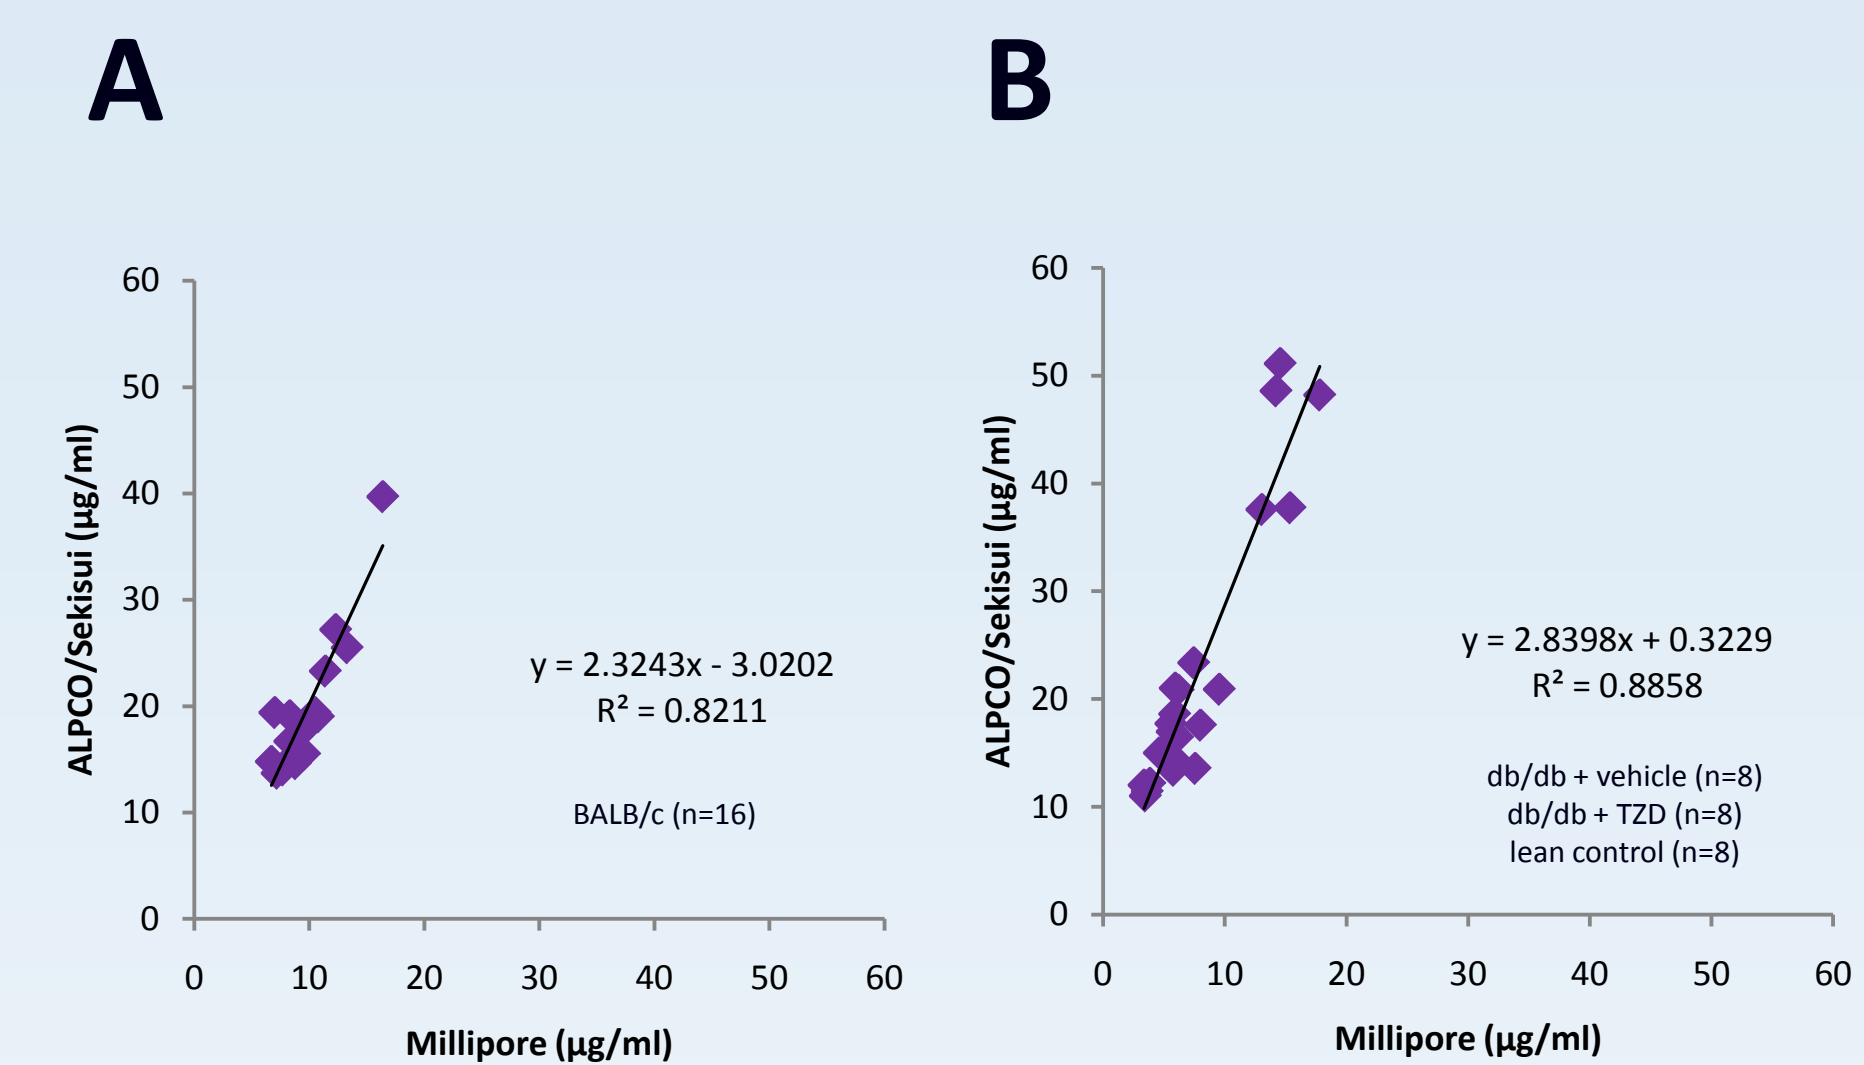 A
60
50
40
30
20
10
0
ALPCO/Sekisui (µg/ml)
y = 2.3243x - 3.0202
R² = 0.8211
BALB/c (n=16)
0 10 20 30 40 50 60
Millipore (µg/ml)
B
60
50
40
30
20
10
0
ALPCO/Sekisui (µg/ml)
y = 2.8398x + 0.3229
R² = 0.8858
db/db + vehicle (n=8)
db/db + TZD (n=8)
lean control (n=8)
0 10 20 30 40 50 60
Millipore (µg/ml)